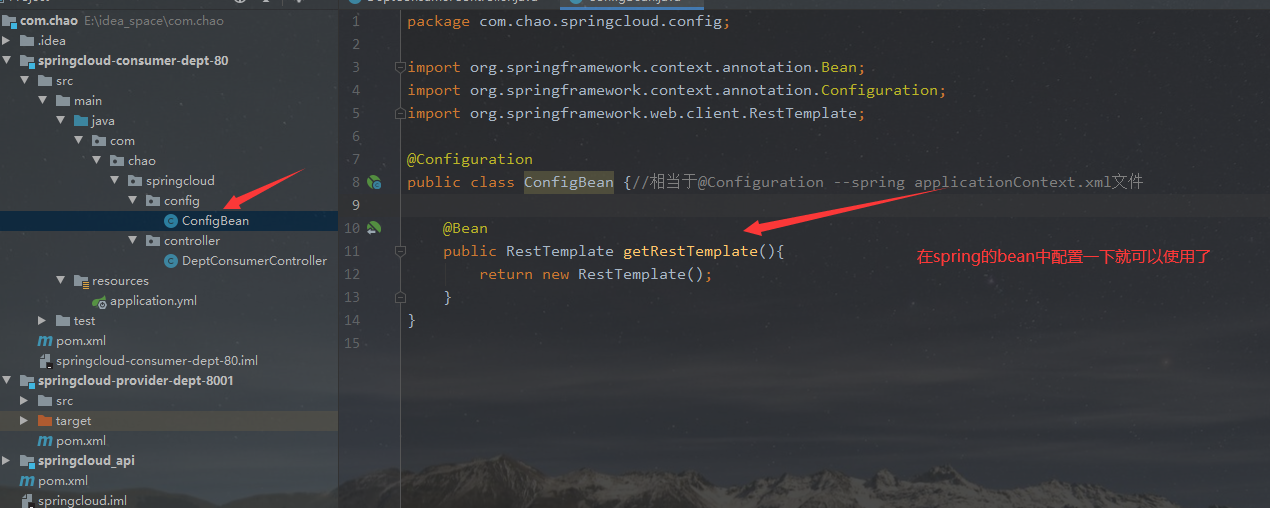 com.chao E:\idea_space\com.chao
.idea
springcloud-consumer-dept-80
src
main
java
com
chao
springcloud
config
ConfigBean
controller
DeptConsumerController
resources
application.yml
test
pom.xml
springcloud-consumer-dept-80.iml
springcloud-provider-dept-8001
src
target
pom.xml
springcloud_api
pom.xml
springcloud.iml
1 package com.chao.springcloud.config;
2
3 import org.springframework.context.annotation.Bean;
4 import org.springframework.context.annotation.Configuration;
5 import org.springframework.web.client.RestTemplate;
6
7 @Configuration
8 public class ConfigBean {//相当于@Configuration --spring applicationContext.xml文件
9
10 @Bean
11 public RestTemplate getRestTemplate(){
在spring的bean中配置一下就可以使用了
12 return new RestTemplate();
13 }
14 }
15